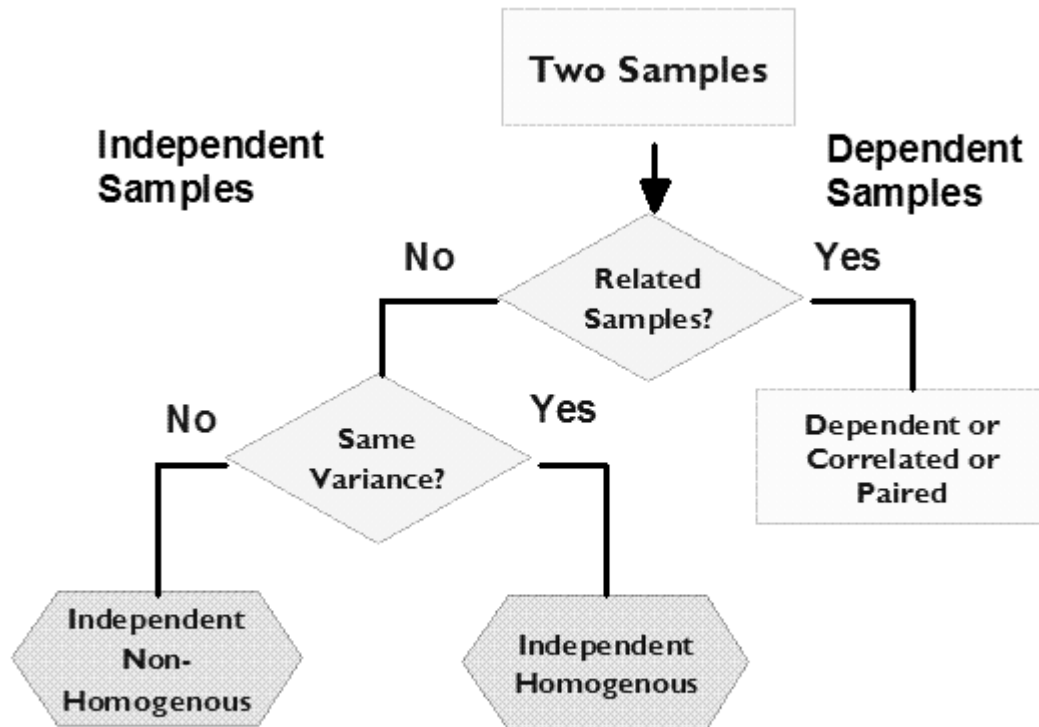 Two Samples
Independent
Samples
Dependent
Samples
No
Yes
Related
Samples?
No
Yes
Same
Variance?
Dependent or
Correlated or
Paired
Independent
Non-
Homogenous
Independent
Homogenous